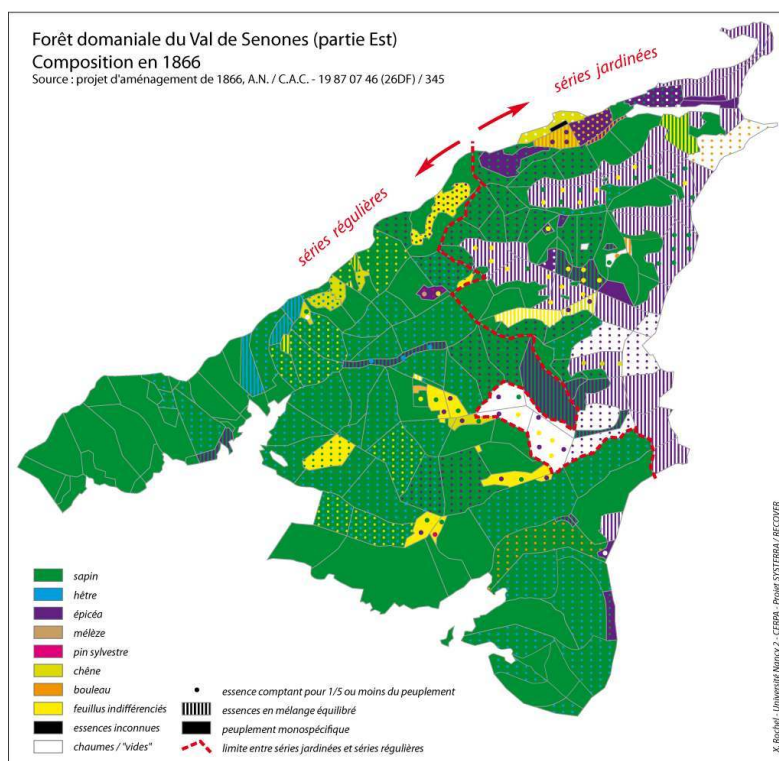 Forêt domaniale du Val de Senones (partie Est)
Composition en 1866
Source : projet d'aménagement de 1866, A.N. / C.A.C. - 19 87 07 46 (26DF) / 345
séries jardinées
séries régulières
sapin
hêtre
épicéa
mélèze
pin sylvestre
chêne
bouleau
feuillus indifférenciés
essences inconnues
chaumes / "vides"
essence comptant pour 1/5 ou moins du peuplement
essences en mélange équilibré
peuplement monospécifique
limite entre séries jardinées et séries régulières
X. Rochel - Université Nancy 2 - CERPA - Projet SYSTERRA / RECOVER